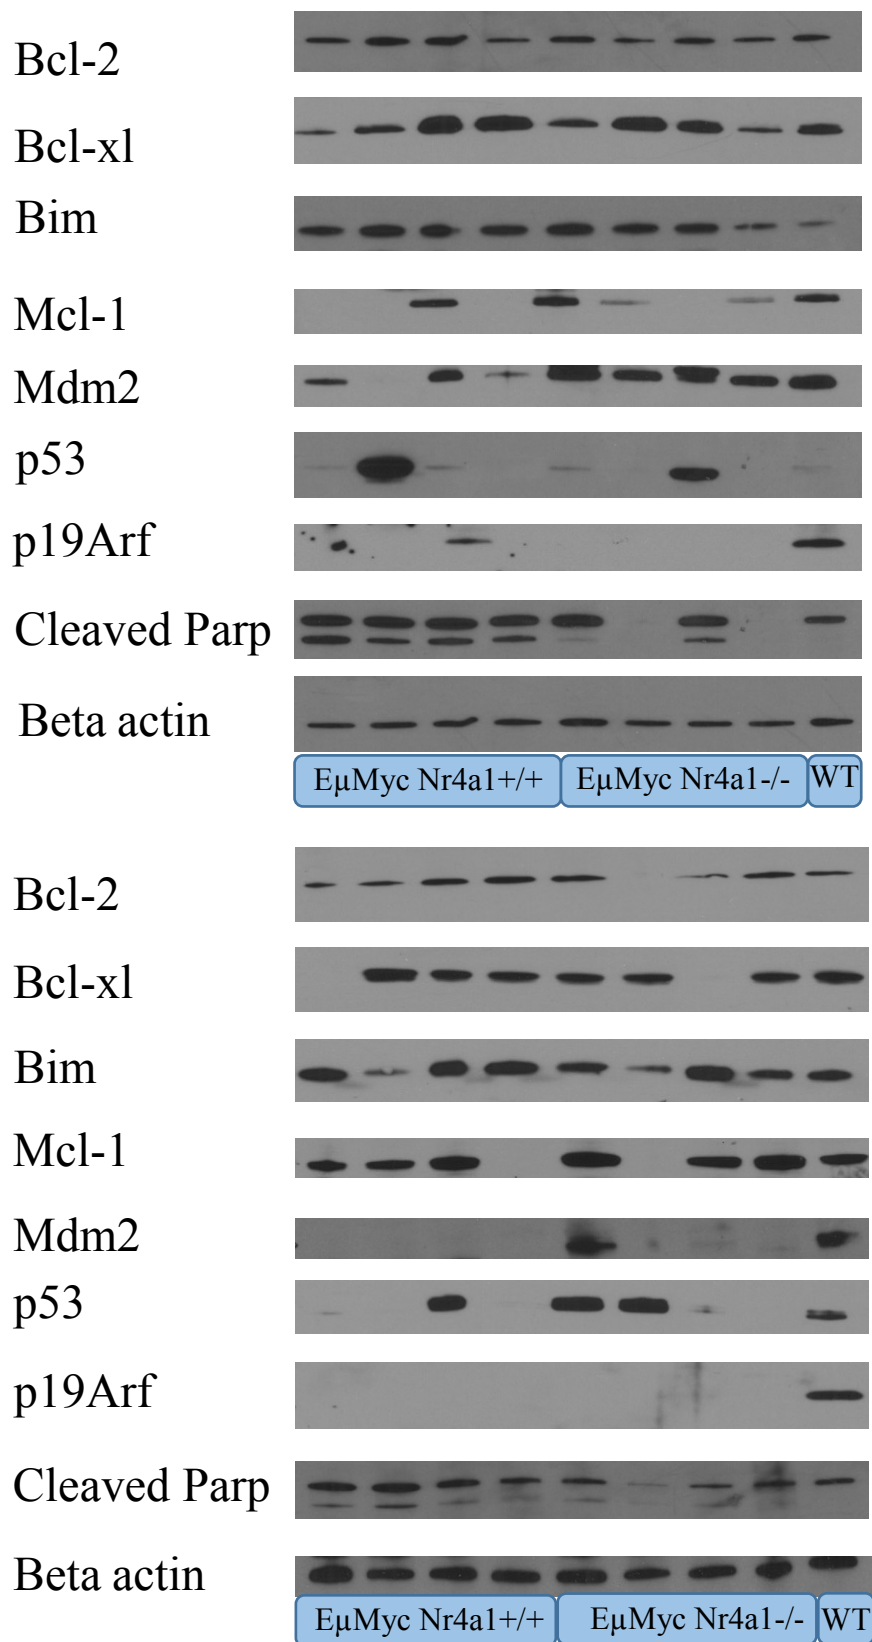 Bcl-2
Bcl-xl
Bim
Mcl-1
Mdm2
p53
p19Arf
Cleaved Parp
Beta actin
EμMyc Nr4a1+/+ EμMyc Nr4a1-/- WT
Bcl-2
Bcl-xl
Bim
Mcl-1
Mdm2
p53
p19Arf
Cleaved Parp
Beta actin
EμMyc Nr4a1+/+ EμMyc Nr4a1-/- WT